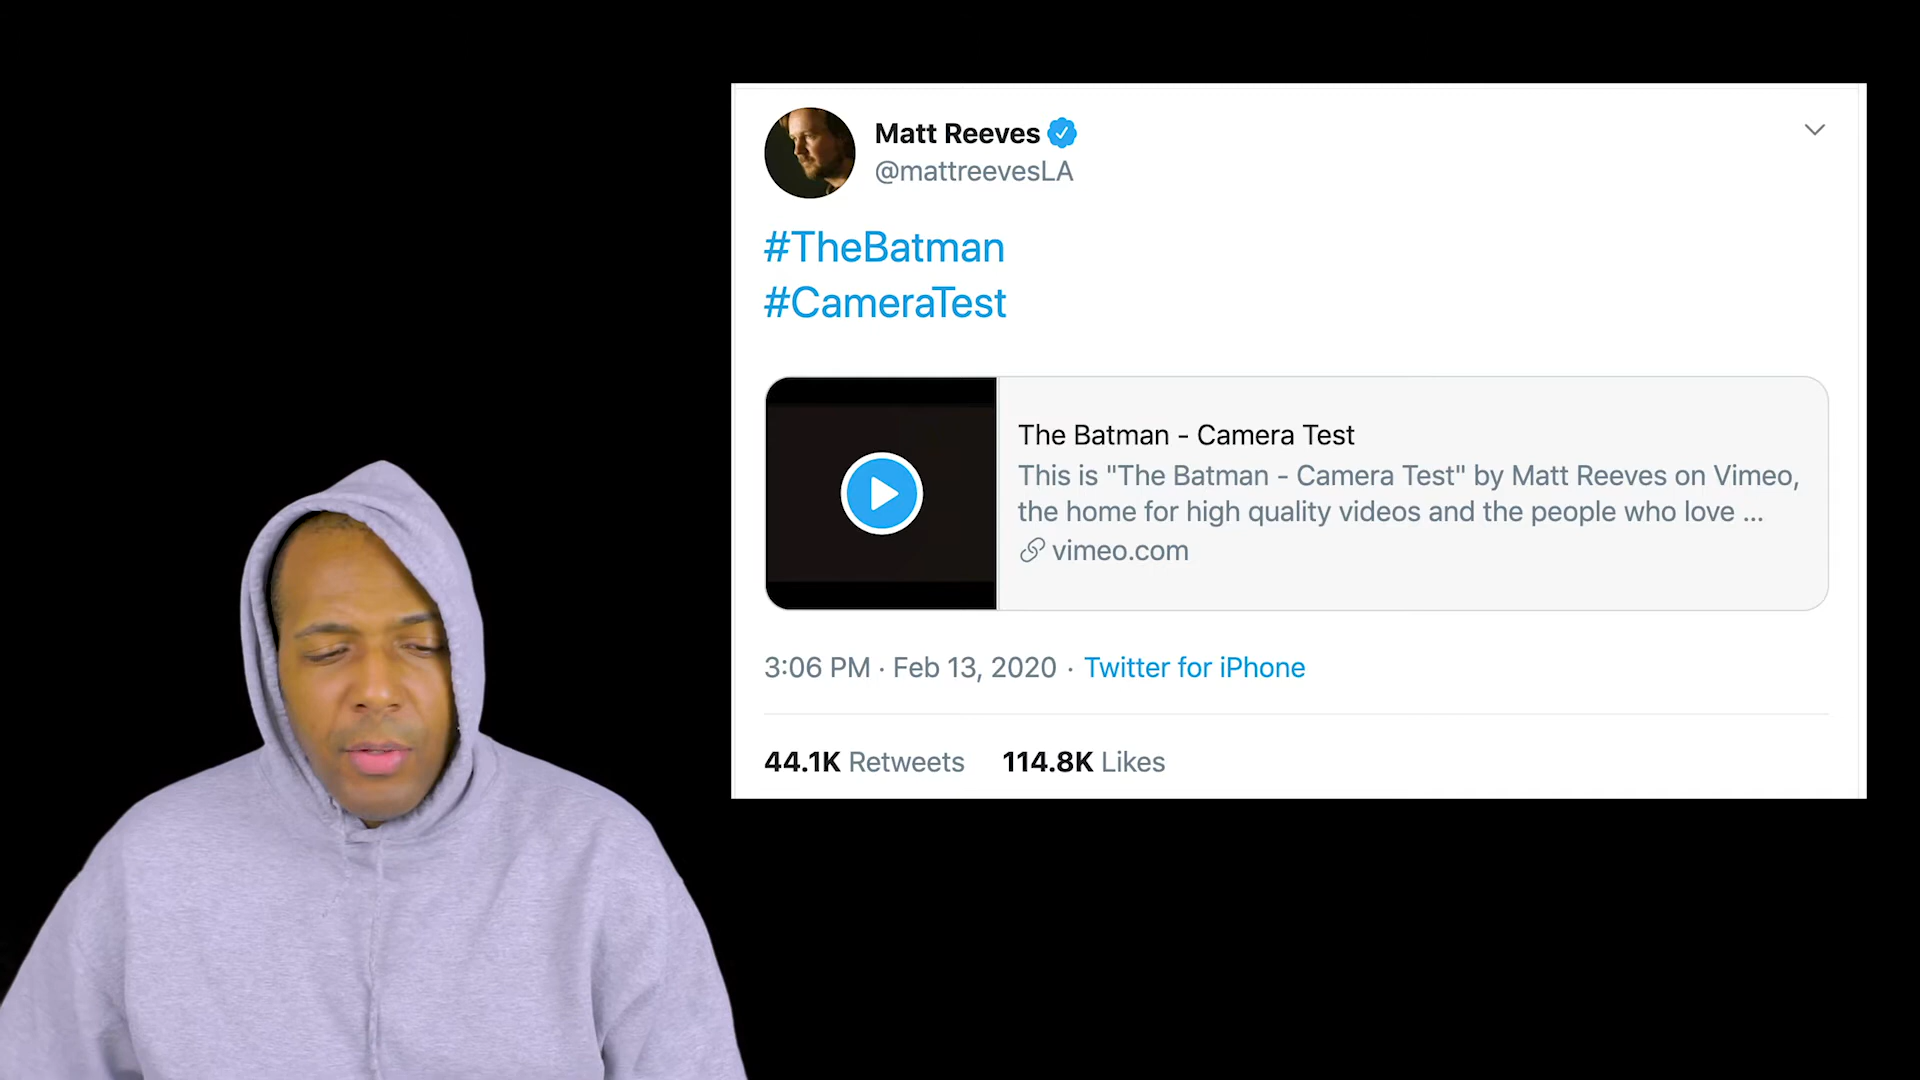 Matt Reeves
@mattreevesLA
#TheBatman
#CameraTest
The Batman - Camera Test
This is "The Batman - Camera Test" by Matt Reeves on Vimeo,
the home for high quality videos and the people who love ...
vimeo.com
3:06 PM · Feb 13, 2020 · Twitter for iPhone
44.1K Retweets 114.8K Likes